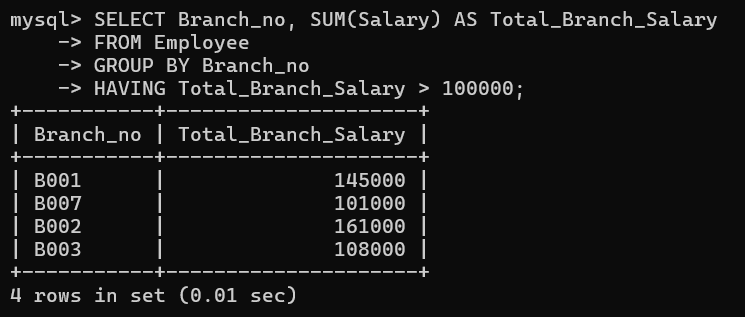 mysql> SELECT Branch_no, SUM(Salary) AS Total_Branch_Salary
    -> FROM Employee
    -> GROUP BY Branch_no
    -> HAVING Total_Branch_Salary > 100000;
+-----------+---------------------+
| Branch_no | Total_Branch_Salary |
+-----------+---------------------+
| B001      |              145000 |
| B007      |              101000 |
| B002      |              161000 |
| B003      |              108000 |
+-----------+---------------------+
4 rows in set (0.01 sec)